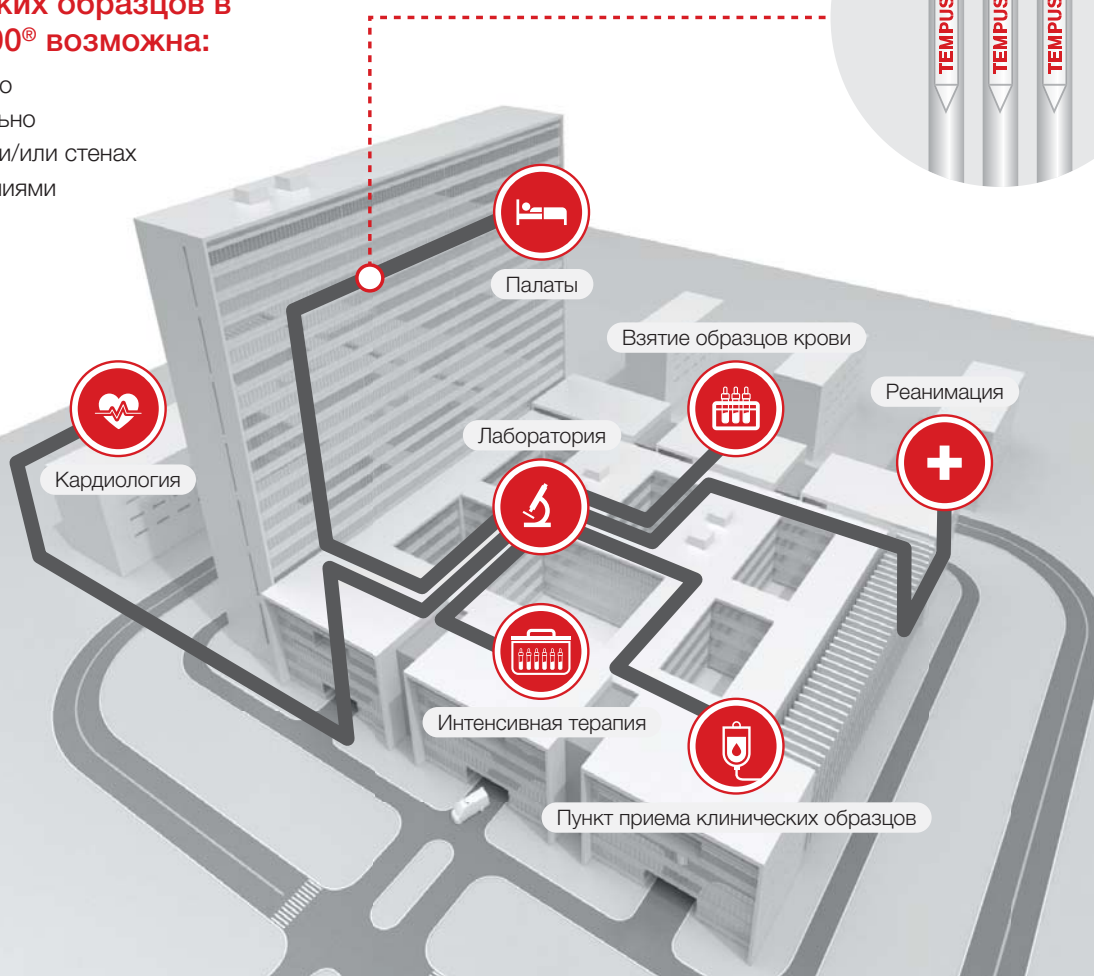 ких образцов в
00® возможна:
о
ьно
и/или стенах
иями
TEMPUS
TEMPUS
TEMPUS
Палаты
Взятие образцов крови
Реанимация
Лаборатория
Кардиология
Интенсивная терапия
Пункт приема клинических образцов